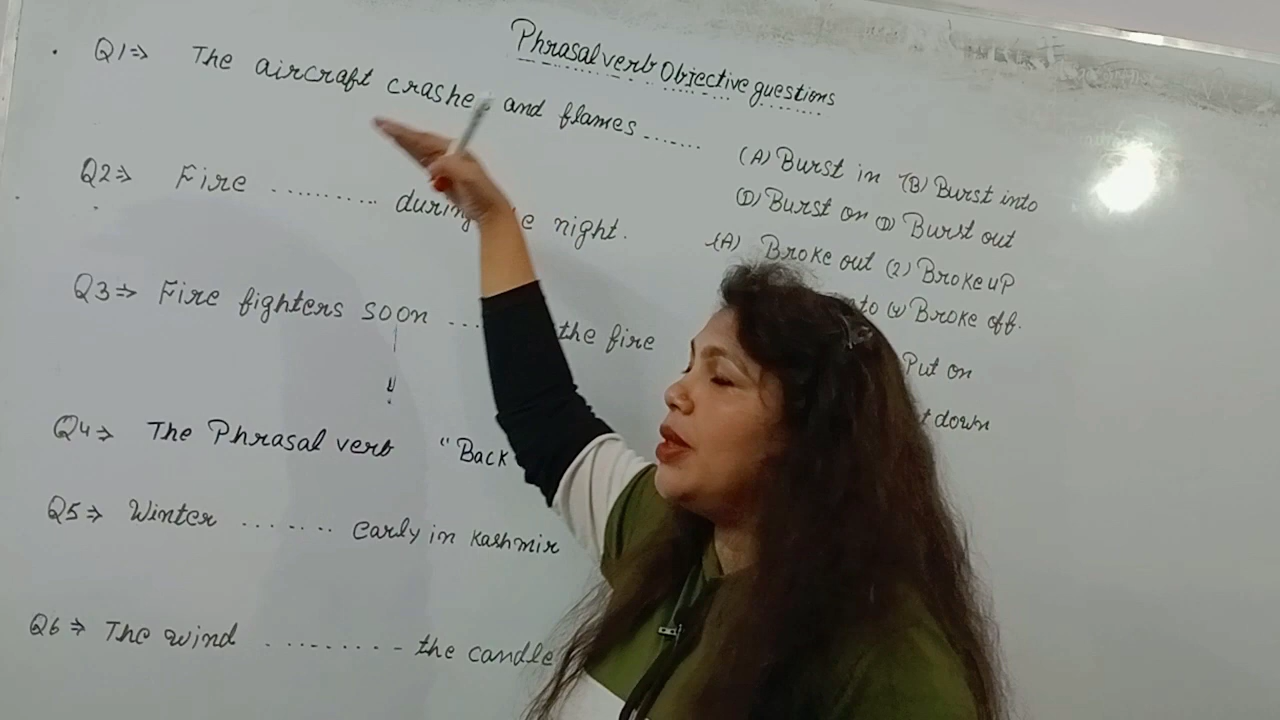 Phrasal verb Objective questions
Q1⇒ The aircraft crashe and flames.......
(A) Burst in (B) Burst into
(D) Burst on (D) Burst out
Q2⇒ Fire .......... during e night.
(A) Broke out (2) Broke up
to (4) Broke off.
Q3⇒ Fire fighters soon ... the fire
Put on
t down
Q4⇒ The Phrasal verb "Back
Q5⇒ Winter ....... early in Kashmir
Q6⇒ The wind ......... the candle